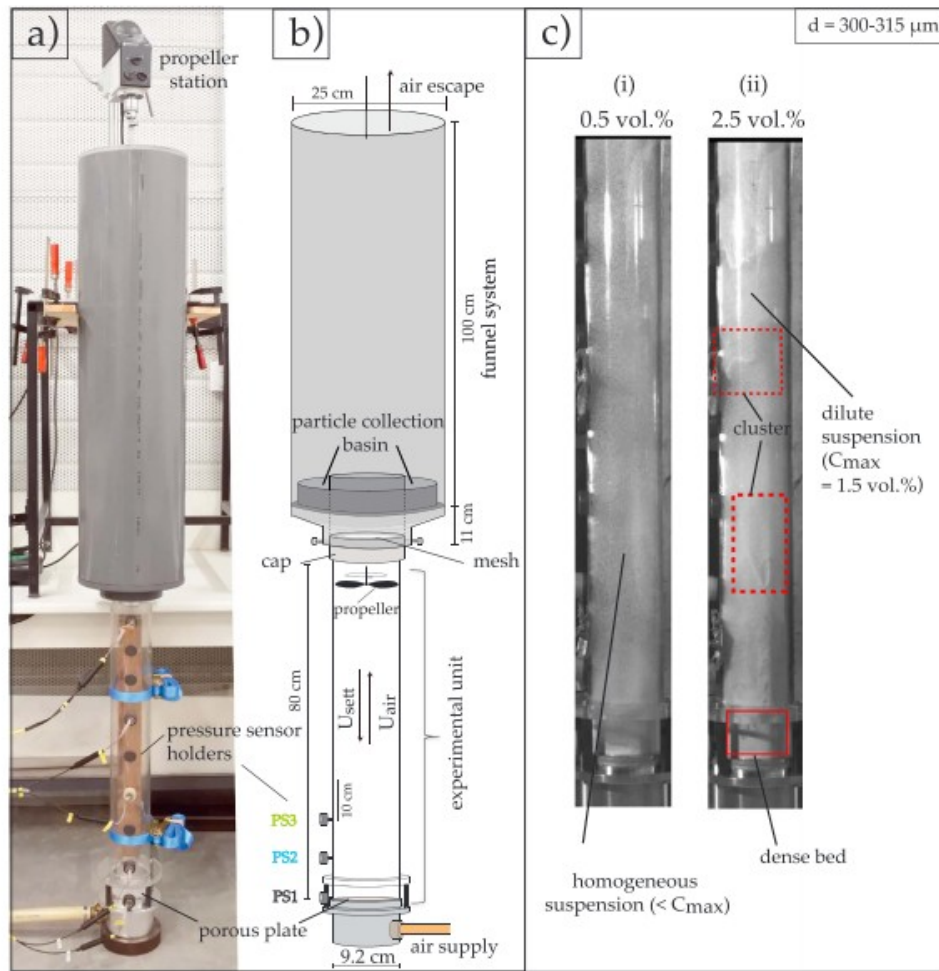 a)
propeller
station
pressure sensor
holders
porous plate
b)
air escape
25 cm
100 cm
funnel system
particle collection
basin
11 cm
cap
mesh
propeller
80 cm
Usett
Uair
experimental unit
10 cm
PS3
PS2
PS1
air supply
9.2 cm
c)
d = 300-315 µm
(i)
0.5 vol.%
(ii)
2.5 vol.%
cluster
dilute
suspension
(Cmax
= 1.5 vol.%)
dense bed
homogeneous
suspension (< Cmax)